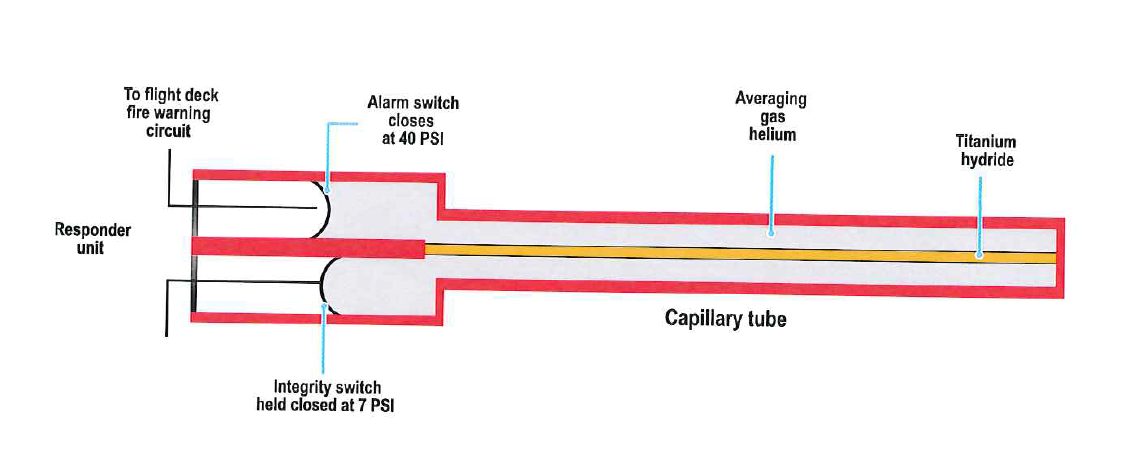 To flight deck
fire warning
circuit
Alarm switch
closes
at 40 PSI
Averaging
gas
helium
Titanium
hydride
Responder
unit
Capillary tube
Integrity switch
held closed at 7 PSI